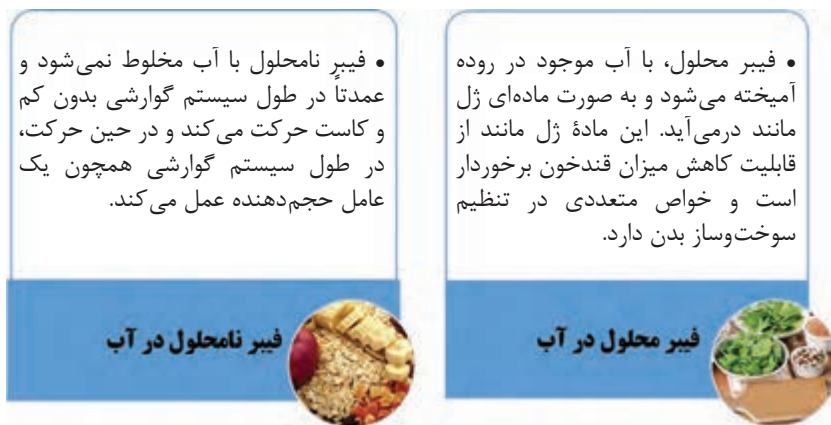 • فیبر محلول، با آب موجود در روده
آمیخته می‌شود و به صورت ماده‌ای ژل
مانند درمی‌آید. این مادهٔ ژل مانند از
قابلیت کاهش میزان قندخون برخوردار
است و خواص متعددی در تنظیم
سوخت‌وساز بدن دارد.
فیبر محلول در آب
• فیبرِ نامحلول با آب مخلوط نمی‌شود و
عمدتاً در طول سیستم گوارشی بدون کم
و کاست حرکت می‌کند و در حین حرکت،
در طول سیستم گوارشی همچون یک
عامل حجم‌دهنده عمل می‌کند.
فیبر نامحلول در آب